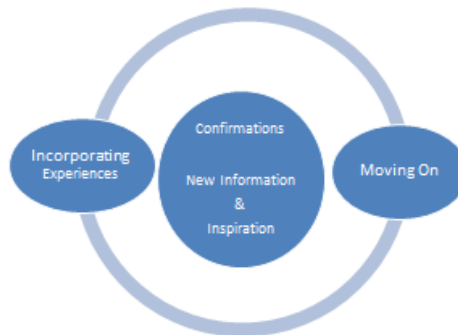 Incorporating
Experiences
Confirmations
New Information
&
Inspiration
Moving On